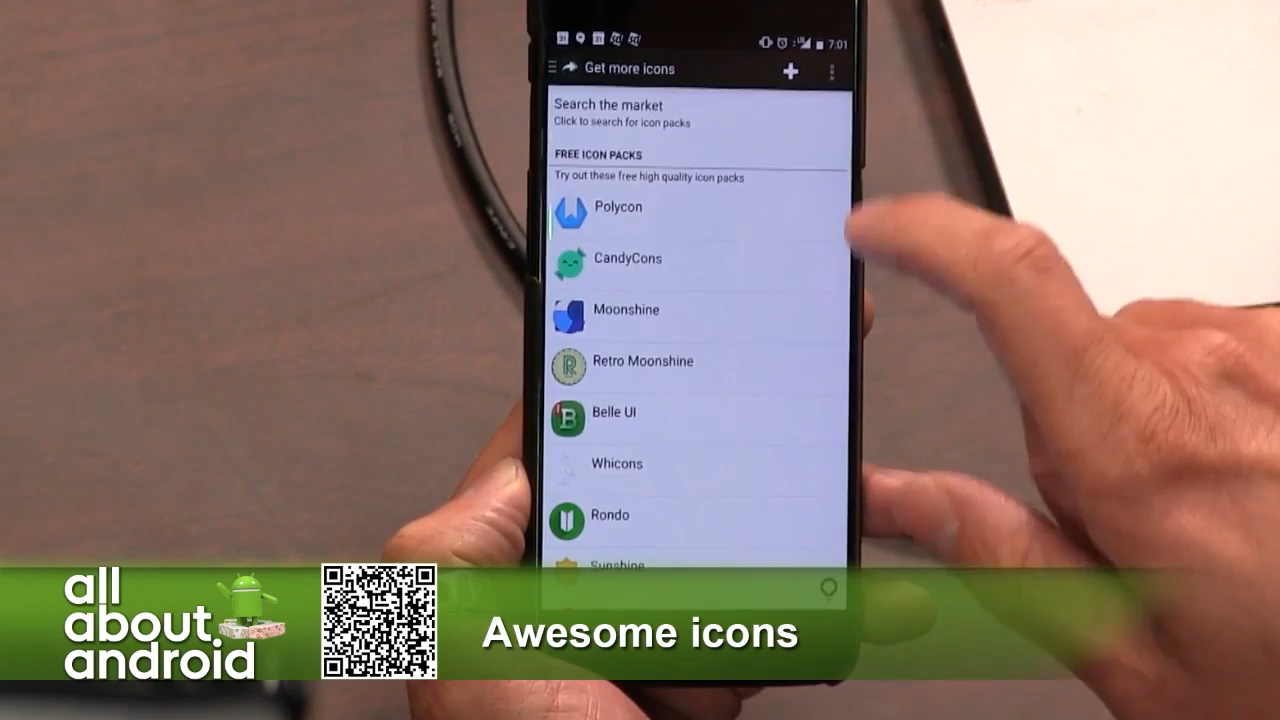 7:01
Get more icons
Search the market
Click to search for icon packs
FREE ICON PACKS
Try out these free high quality icon packs
Polycon
CandyCons
Moonshine
R
Retro Moonshine
B
Belle UI
Whicons
Rondo
Sunshine
all
about
android
Awesome icons